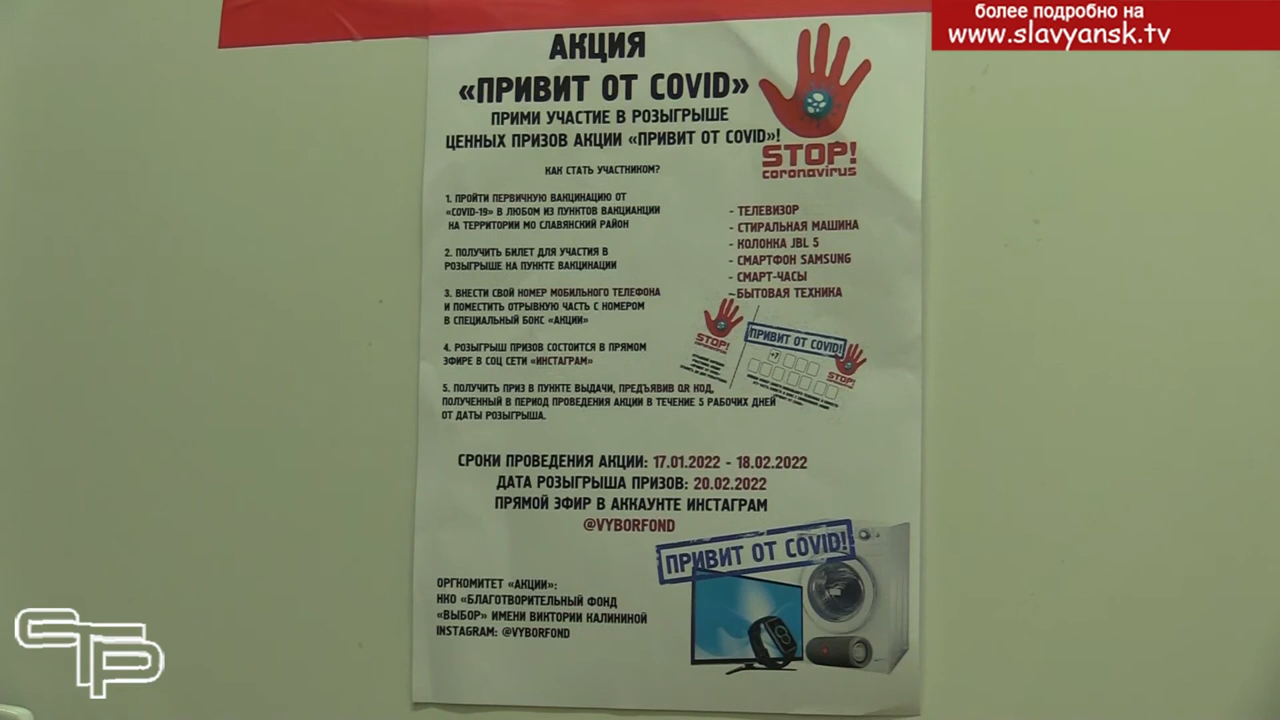 более подробно на
www.slavyansk.tv
АКЦИЯ
«ПРИВИТ ОТ COVID»
ПРИМИ УЧАСТИЕ В РОЗЫГРЫШЕ
ЦЕННЫХ ПРИЗОВ АКЦИИ «ПРИВИТ ОТ COVID»!
STOP!
coronavirus
КАК СТАТЬ УЧАСТНИКОМ?
1. ПРОЙТИ ПЕРВИЧНУЮ ВАКЦИНАЦИЮ ОТ
«COVID-19» В ЛЮБОМ ИЗ ПУНКТОВ ВАКЦИАНЦИИ
НА ТЕРРИТОРИИ МО СЛАВЯНСКИЙ РАЙОН
2. ПОЛУЧИТЬ БИЛЕТ ДЛЯ УЧАСТИЯ В
РОЗЫГРЫШЕ НА ПУНКТЕ ВАКЦИНАЦИИ
3. ВНЕСТИ СВОЙ НОМЕР МОБИЛЬНОГО ТЕЛЕФОНА
И ПОМЕСТИТЬ ОТРЫВНУЮ ЧАСТЬ С НОМЕРОМ
В СПЕЦИАЛЬНЫЙ БОКС «АКЦИИ»
4. РОЗЫГРЫШ ПРИЗОВ СОСТОИТСЯ В ПРЯМОМ
ЭФИРЕ В СОЦ СЕТИ «ИНСТАГРАМ»
5. ПОЛУЧИТЬ ПРИЗ В ПУНКТЕ ВЫДАЧИ, ПРЕДЪЯВИВ QR КОД,
ПОЛУЧЕННЫЙ В ПЕРИОД ПРОВЕДЕНИЯ АКЦИИ В ТЕЧЕНИЕ 5 РАБОЧИХ ДНЕЙ
ОТ ДАТЫ РОЗЫГРЫША.
- ТЕЛЕВИЗОР
- СТИРАЛЬНАЯ МАШИНА
- КОЛОНКА JBL 5
- СМАРТФОН SAMSUNG
- СМАРТ-ЧАСЫ
-БЫТОВАЯ ТЕХНИКА
STOP!
ПРИВИТ ОТ COVID!
+7
STOP!
СРОКИ ПРОВЕДЕНИЯ АКЦИИ: 17.01.2022 - 18.02.2022
ДАТА РОЗЫГРЫША ПРИЗОВ: 20.02.2022
ПРЯМОЙ ЭФИР В АККАУНТЕ ИНСТАГРАМ
@VYBORFOND
ПРИВИТ ОТ COVID!
ОРГКОМИТЕТ «АКЦИИ»:
НКО «БЛАГОТВОРИТЕЛЬНЫЙ ФОНД
«ВЫБОР» ИМЕНИ ВИКТОРИИ КАЛИНИНОЙ
INSTAGRAM: @VYBORFOND
СТР